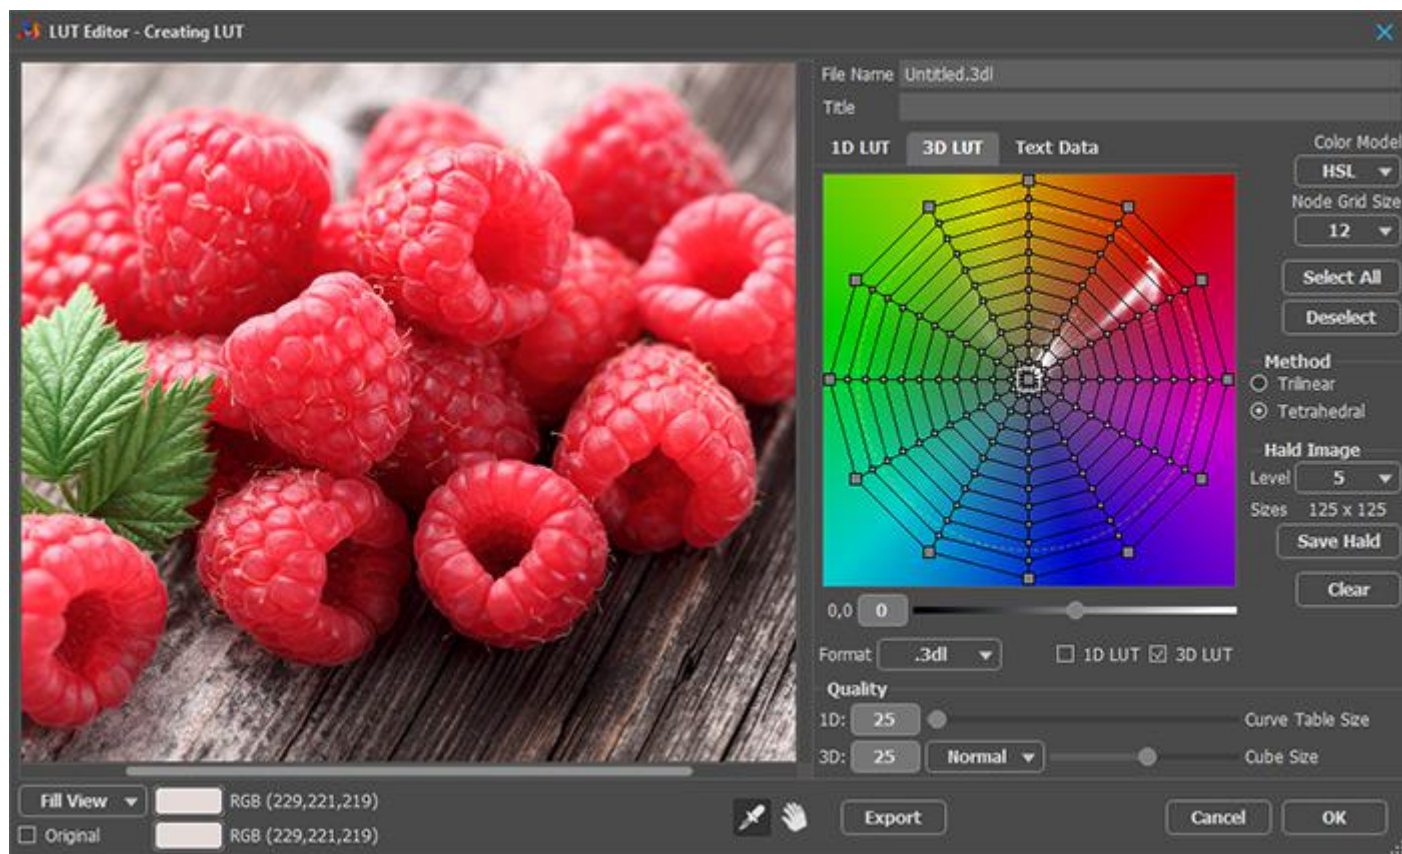 LUT Editor - Creating LUT
File Name Untitled.3dl
Title
1D LUT 3D LUT Text Data
Color Model
HSL
Node Grid Size
12
Select All
Deselect
Method
Trilinear
Tetrahedral
Hald Image
Level 5
Sizes 125 x 125
Save Hald
Clear
0,0 0
Format .3dl 1D LUT 3D LUT
Quality
1D: 25 Curve Table Size
3D: 25 Normal Cube Size
Fill View RGB (229,221,219)
Original RGB (229,221,219)
Export Cancel OK